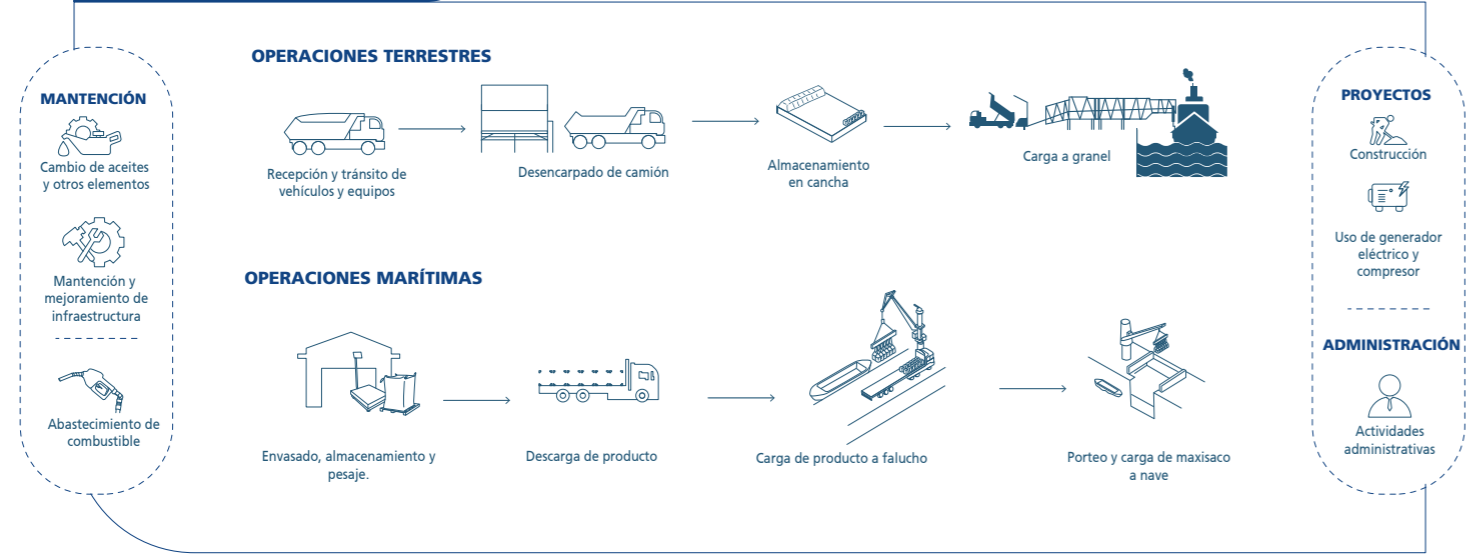 MANTENCIÓN
Cambio de aceites
y otros elementos
Mantención y
mejoramiento de
infraestructura
Abastecimiento de
combustible
OPERACIONES TERRESTRES
Recepción y tránsito de
vehículos y equipos
Desencarpado de camión
Almacenamiento
en cancha
Carga a granel
OPERACIONES MARÍTIMAS
Envasado, almacenamiento y
pesaje.
Descarga de producto
Carga de producto a falucho
Porteo y carga de maxisaco
a nave
PROYECTOS
Construcción
Uso de generador
eléctrico y
compresor
ADMINISTRACIÓN
Actividades
administrativas